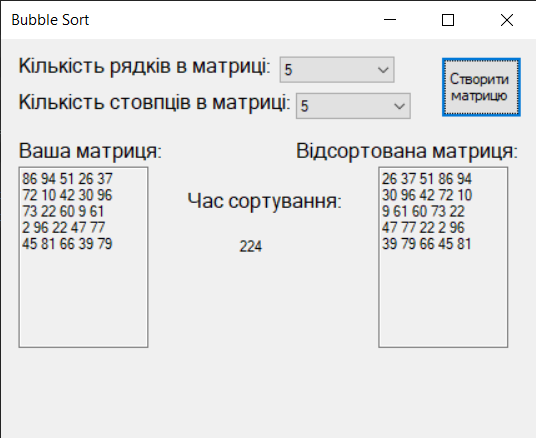 Bubble Sort
Кількість рядків в матриці:
5
Створити
матрицю
Кількість стовпців в матриці:
5
Ваша матриця:
86 94 51 26 37
72 10 42 30 96
73 22 60 9 61
2 96 22 47 77
45 81 66 39 79
Час сортування:
224
Відсортована матриця:
26 37 51 86 94
30 96 42 72 10
9 61 60 73 22
47 77 22 2 96
39 79 66 45 81